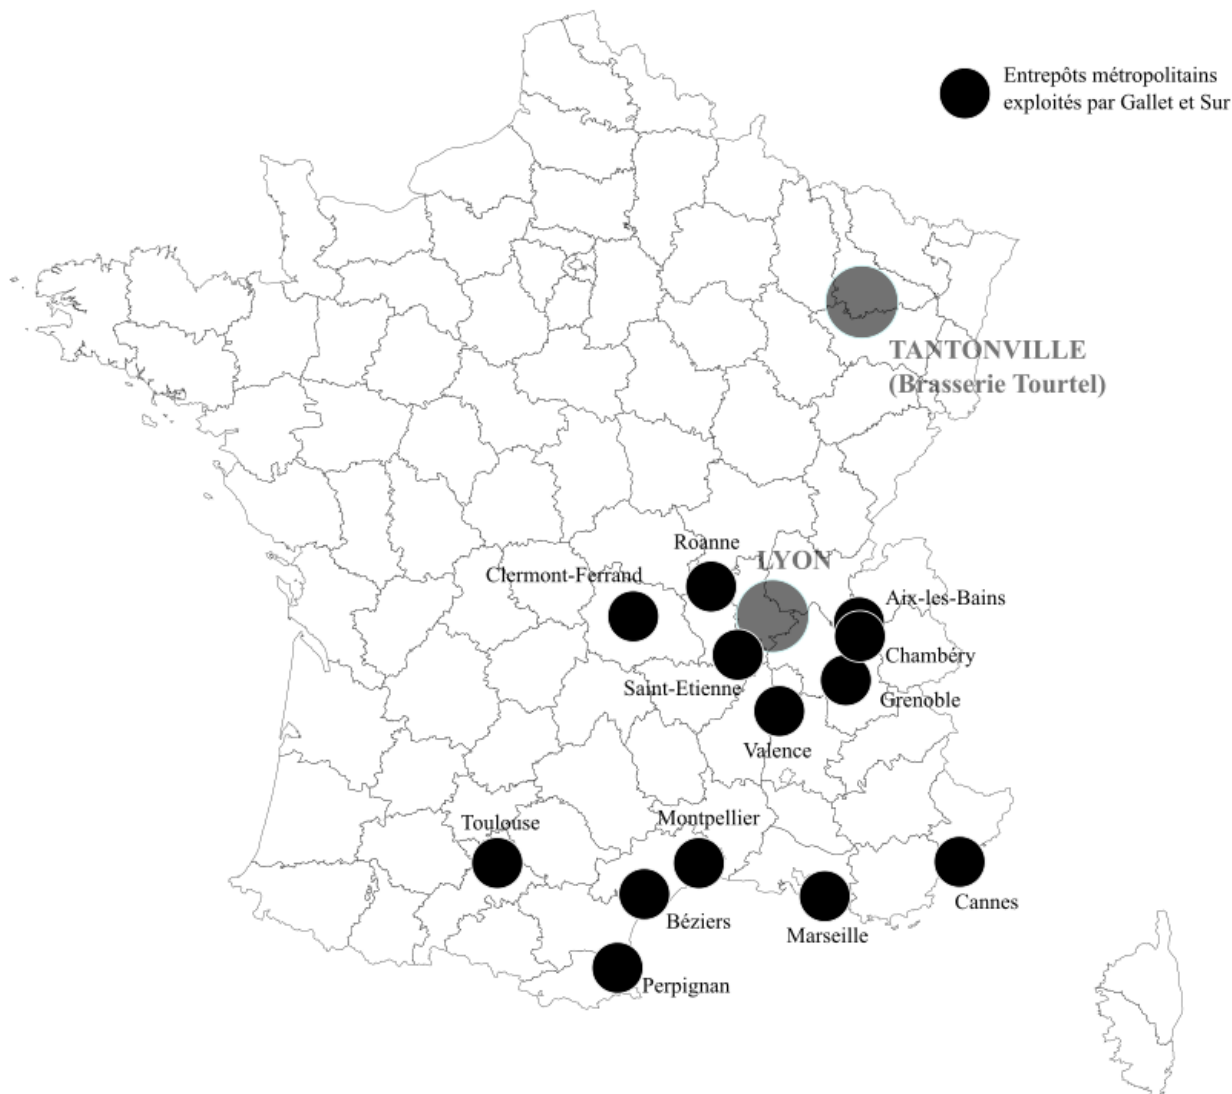 Entrepôts métropolitains
exploités par Gallet et Sur
TANTONVILLE
(Brasserie Tourtel)
Roanne
LYON
Clermont-Ferrand
Aix-les-Bains
Chambéry
Saint-Etienne
Grenoble
Valence
Montpellier
Toulouse
Cannes
Béziers
Marseille
Perpignan